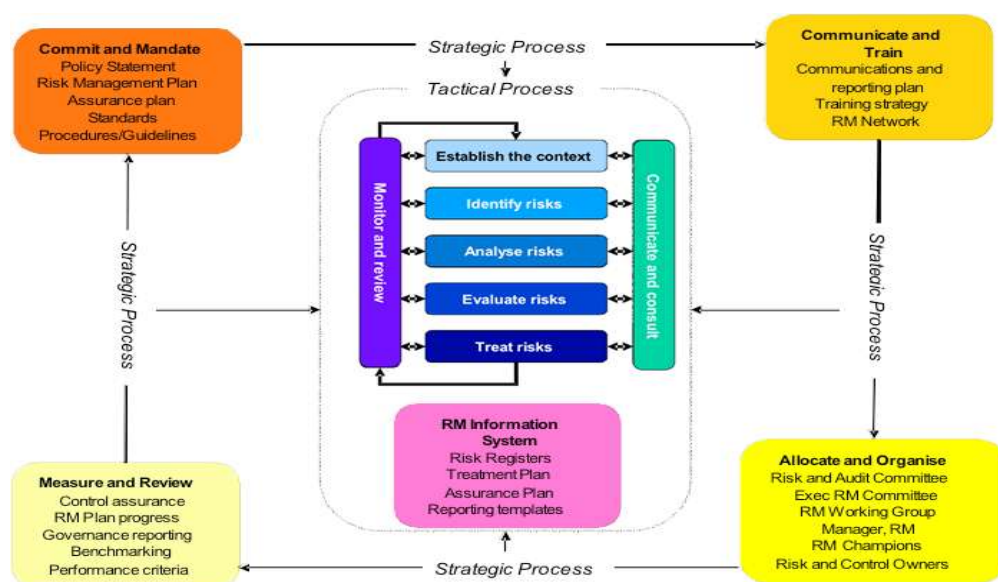 Commit and Mandate
Policy Statement
Risk Management Plan
Assurance plan
Standards
Procedures/Guidelines
Strategic Process
Tactical Process
Communicate and
Train
Communications and
reporting plan
Training strategy
RM Network
Monitor and review
Establish the context
Identify risks
Analyse risks
Evaluate risks
Treat risks
Communicate and consult
Strategic Process
Strategic Process
RM Information
System
Risk Registers
Treatment Plan
Assurance Plan
Reporting templates
Measure and Review
Control assurance
RM Plan progress
Governance reporting
Benchmarking
Performance criteria
Allocate and Organise
Risk and Audit Committee
Exec RM Committee
RM Working Group
Manager, RM
RM Champions
Risk and Control Owners
Strategic Process